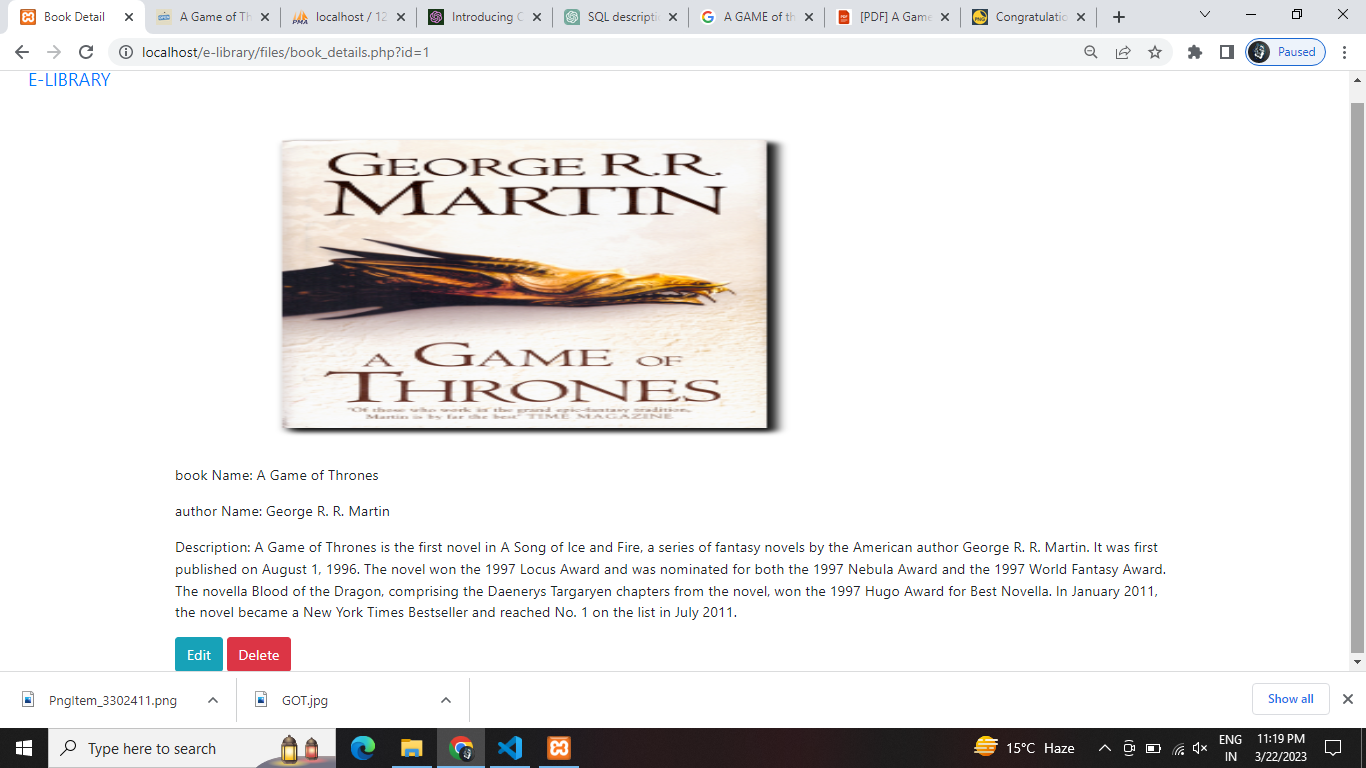 Book Detail
A Game of Th
localhost / 12
Introducing C
SQL descripti
A GAME of th
[PDF] A Game
Congratulatio
localhost/e-library/files/book_details.php?id=1
Paused
E-LIBRARY
GEORGE R.R.
MARTIN
A GAME OF
THRONES
"Of those who work in the grand epic-fantasy tradition,
Martin is by far the best" TIME MAGAZINE
book Name: A Game of Thrones
author Name: George R. R. Martin
Description: A Game of Thrones is the first novel in A Song of Ice and Fire, a series of fantasy novels by the American author George R. R. Martin. It was first
published on August 1, 1996. The novel won the 1997 Locus Award and was nominated for both the 1997 Nebula Award and the 1997 World Fantasy Award.
The novella Blood of the Dragon, comprising the Daenerys Targaryen chapters from the novel, won the 1997 Hugo Award for Best Novella. In January 2011,
the novel became a New York Times Bestseller and reached No. 1 on the list in July 2011.
Edit Delete
PngItem_3302411.png
GOT.jpg
Show all
Type here to search
15°C Haze
ENG
IN
11:19 PM
3/22/2023